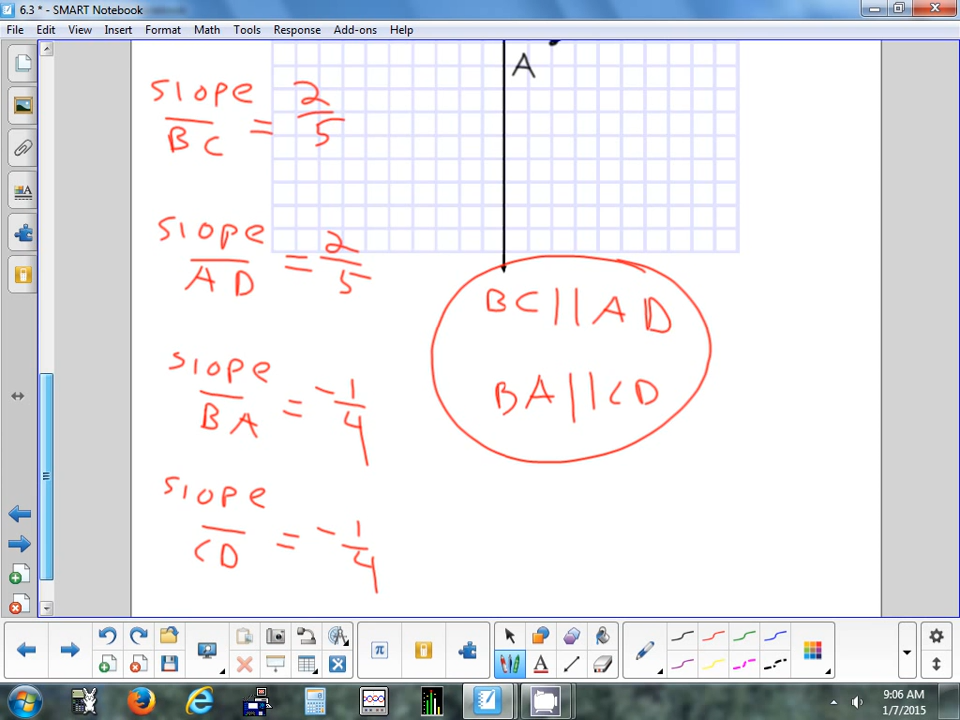 6.3 * - SMART Notebook
File Edit View Insert Format Math Tools Response Add-ons Help
A
slope BC = 2/5
slope AD = 2/5
BC || AD
BA || CD
slope BA = -1/4
slope CD = -1/4
π
A
9:06 AM
1/7/2015